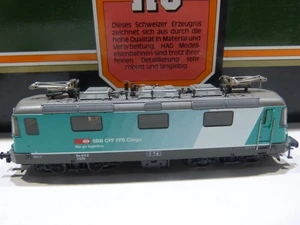 Dieses Schweizer Erzeugnis
zeichnet sich aus durch die
hohe Qualität in Material und
Verarbeitung. HAG Modell-
eisenbahnen sind trotz ihrer
feinen Detaillierung sehr
robust und langlebig.
SBB CFF FFS Cargo